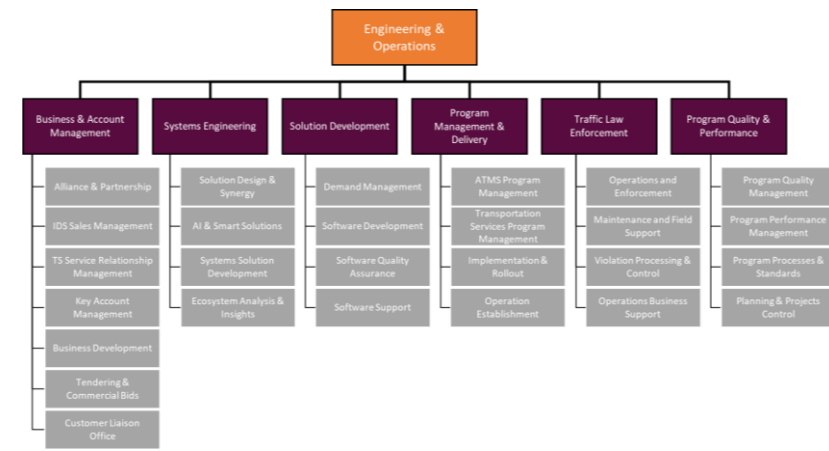 Engineering &
Operations
Business & Account
Management
Systems Engineering
Solution Development
Program
Management &
Delivery
Traffic Law
Enforcement
Program Quality &
Performance
Alliance & Partnership
IDS Sales Management
TS Service Relationship
Management
Key Account
Management
Business Development
Tendering &
Commercial Bids
Customer Liaison
Office
Solution Design &
Synergy
AI & Smart Solutions
Systems Solution
Development
Ecosystem Analysis &
Insights
Demand Management
Software Development
Software Quality
Assurance
Software Support
ATMS Program
Management
Transportation
Services Program
Management
Implementation &
Rollout
Operation
Establishment
Operations and
Enforcement
Maintenance and Field
Support
Violation Processing &
Control
Operations Business
Support
Program Quality
Management
Program Performance
Management
Program Processes &
Standards
Planning & Projects
Control